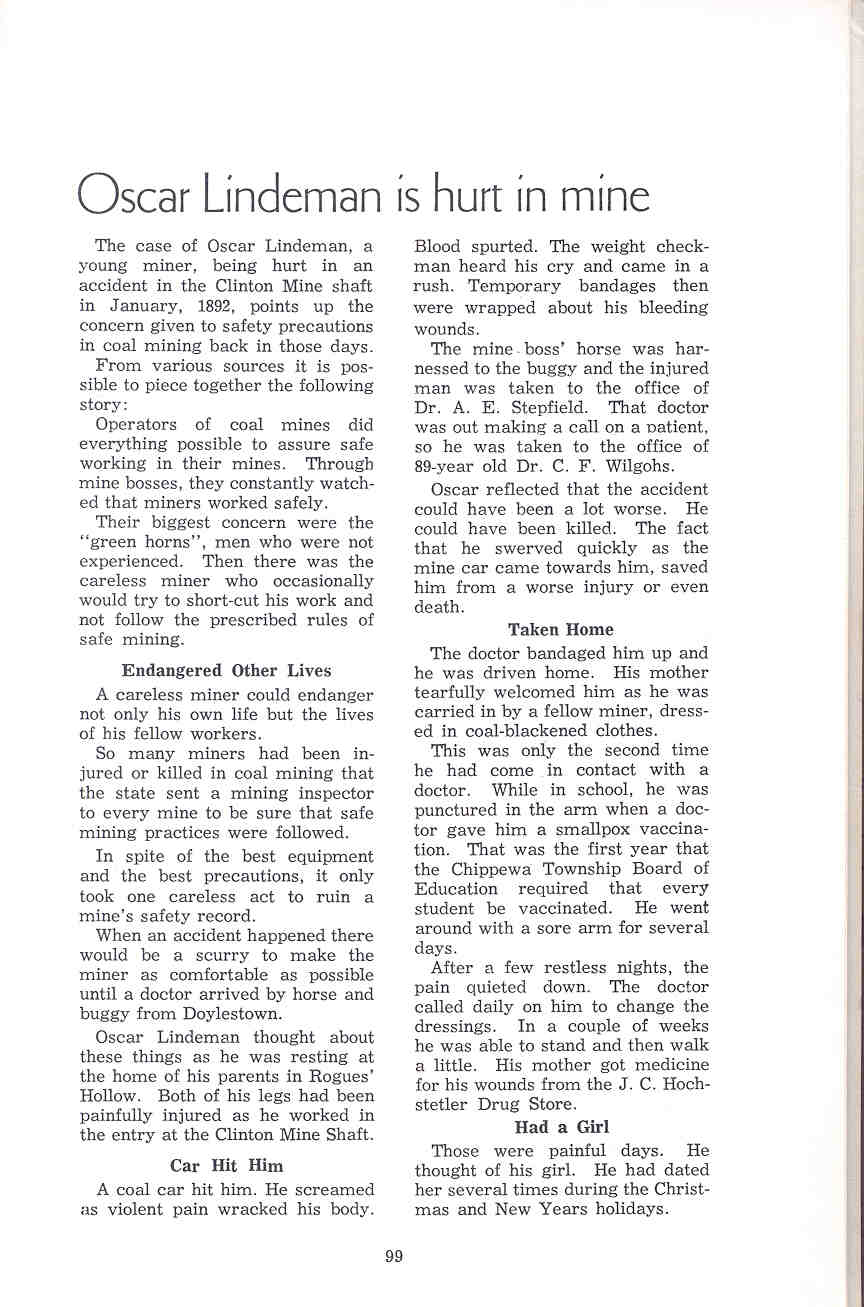 Oscar Lindeman is hurt in mine
The case of Oscar Lindeman, a
young miner, being hurt in an
accident in the Clinton Mine shaft
in January, 1892, points up the
concern given to safety precautions
in coal mining back in those days.
From various sources it is pos-
sible to piece together the following
story:
Operators of coal mines did
everything possible to assure safe
working in their mines. Through
mine bosses, they constantly watch-
ed that miners worked safely.
Their biggest concern were the
"green horns", men who were not
experienced. Then there was the
careless miner who occasionally
would try to short-cut his work and
not follow the prescribed rules of
safe mining.
Endangered Other Lives
A careless miner could endanger
not only his own life but the lives
of his fellow workers.
So many miners had been in-
jured or killed in coal mining that
the state sent a mining inspector
to every mine to be sure that safe
mining practices were followed.
In spite of the best equipment
and the best precautions, it only
took one careless act to ruin a
mine's safety record.
When an accident happened there
would be a scurry to make the
miner as comfortable as possible
until a doctor arrived by horse and
buggy from Doylestown.
Oscar Lindeman thought about
these things as he was resting at
the home of his parents in Rogues'
Hollow. Both of his legs had been
painfully injured as he worked in
the entry at the Clinton Mine Shaft.
Car Hit Him
A coal car hit him. He screamed
as violent pain wracked his body.
Blood spurted. The weight check-
man heard his cry and came in a
rush. Temporary bandages then
were wrapped about his bleeding
wounds.
The mine boss' horse was har-
nessed to the buggy and the injured
man was taken to the office of
Dr. A. E. Stepfield. That doctor
was out making a call on a patient,
so he was taken to the office of
89-year old Dr. C. F. Wilgohs.
Oscar reflected that the accident
could have been a lot worse. He
could have been killed. The fact
that he swerved quickly as the
mine car came towards him, saved
him from a worse injury or even
death.
Taken Home
The doctor bandaged him up and
he was driven home. His mother
tearfully welcomed him as he was
carried in by a fellow miner, dress-
ed in coal-blackened clothes.
This was only the second time
he had come in contact with a
doctor. While in school, he was
punctured in the arm when a doc-
tor gave him a smallpox vaccina-
tion. That was the first year that
the Chippewa Township Board of
Education required that every
student be vaccinated. He went
around with a sore arm for several
days.
After a few restless nights, the
pain quieted down. The doctor
called daily on him to change the
dressings. In a couple of weeks
he was able to stand and then walk
a little. His mother got medicine
for his wounds from the J. C. Hoch-
stetler Drug Store.
Had a Girl
Those were painful days. He
thought of his girl. He had dated
her several times during the Christ-
mas and New Years holidays.
99